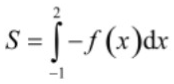 S = ∫_{-1}^{2} -f(x)dx